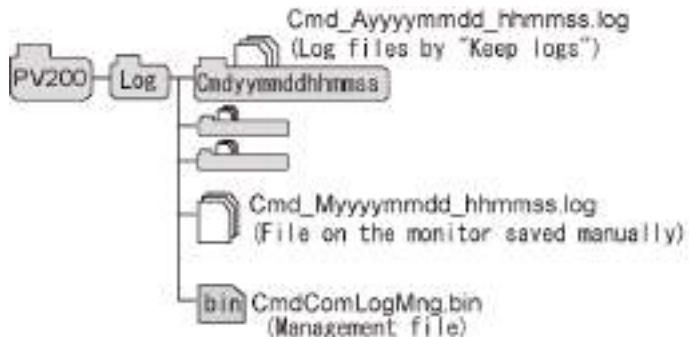 Cmd_Ayyyymmdd_hhmmss.log
(Log files by "Keep logs")
PV200
Log
Cmdyymmddhhmmss
Cmd_Myyyymmdd_hhmmss.log
(File on the monitor saved manually)
bin
CmdComLogMng.bin
(Management file)